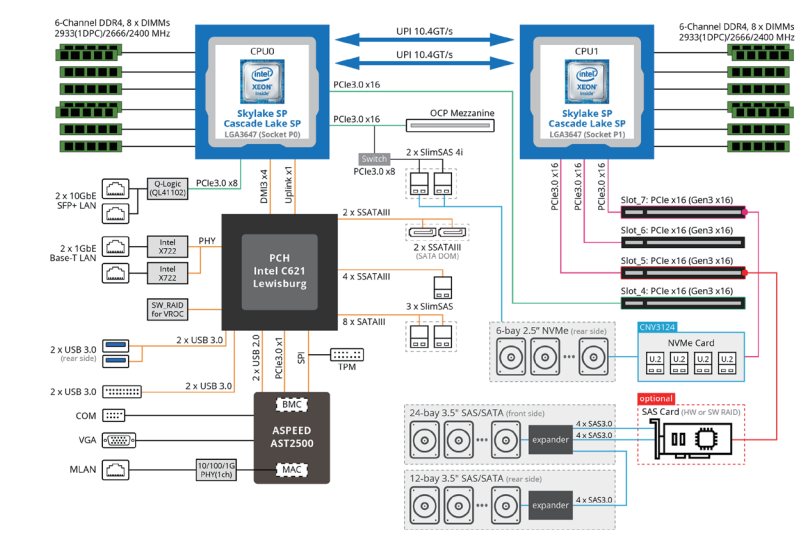 6-Channel DDR4, 8 x DIMMs
2933(1DPC)/2666/2400 MHz
CPU0
intel
XEON
inside
Skylake SP
Cascade Lake SP
LGA3647 (Socket P0)
UPI 10.4GT/s
UPI 10.4GT/s
CPU1
intel
XEON
inside
Skylake SP
Cascade Lake SP
LGA3647 (Socket P1)
6-Channel DDR4, 8 x DIMMs
2933(1DPC)/2666/2400 MHz
PCIe3.0 x16
PCIe3.0 x16
OCP Mezzanine
Switch
PCIe3.0 x8
2 x SlimSAS 4i
2 x 10GbE
SFP+ LAN
Q-Logic
(QL41102)
PCIe3.0 x8
DMI3 x4
Uplink x1
PCIe3.0 x16
PCIe3.0 x16
PCIe3.0 x16
Slot_7: PCIe x16 (Gen3 x16)
Slot_6: PCIe x16 (Gen3 x16)
Slot_5: PCIe x16 (Gen3 x16)
Slot_4: PCIe x16 (Gen3 x16)
2 x 1GbE
Base-T LAN
Intel
X722
Intel
X722
PHY
PCH
Intel C621
Lewisburg
2 x SSATAIII
2 x SSATAIII
(SATA DOM)
4 x SSATAIII
3 x SlimSAS
8 x SATAIII
SW_RAID
for VROC
2 x USB 3.0
(rear side)
2 x USB 3.0
2 x USB 3.0
2 x USB 3.0
2 x USB 2.0
PCIe3.0 x1
SPI
TPM
6-bay 2.5” NVMe (rear side)
CNV3124
NVMe Card
U.2
U.2
U.2
U.2
COM
VGA
MLAN
10/100/1G
PHY(1ch)
BMC
ASPEED
AST2500
MAC
24-bay 3.5" SAS/SATA (front side)
expander
4 x SAS3.0
4 x SAS3.0
optional
SAS Card (HW or SW RAID)
12-bay 3.5" SAS/SATA (rear side)
expander
4 x SAS3.0